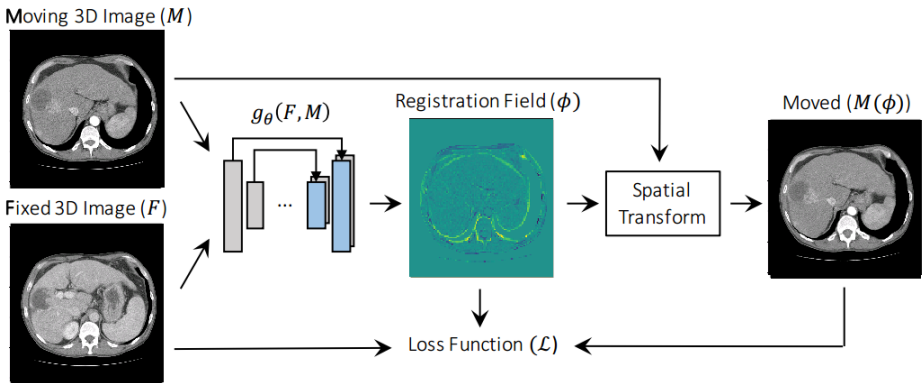 Moving 3D Image (M)
g_θ(F, M)
Registration Field (ϕ)
Moved (M(ϕ))
...
Spatial
Transform
Fixed 3D Image (F)
Loss Function (ℒ)